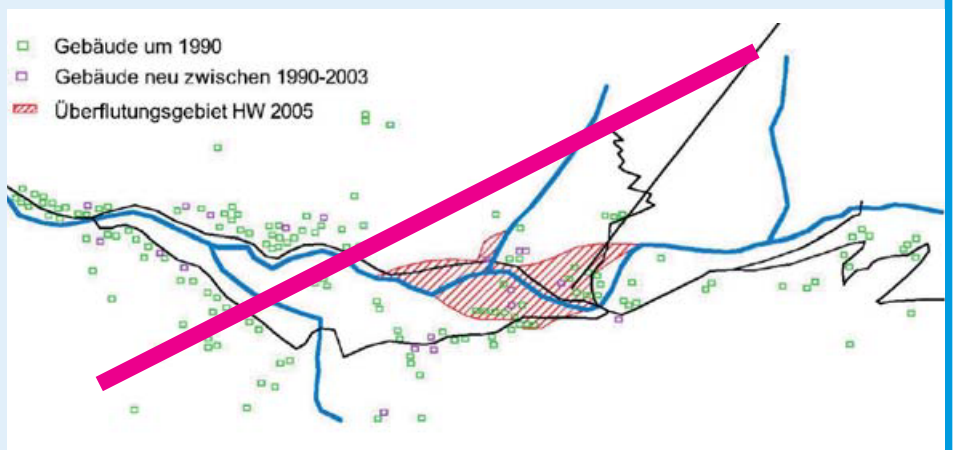 Gebäude um 1990
Gebäude neu zwischen 1990-2003
Überflutungsgebiet HW 2005